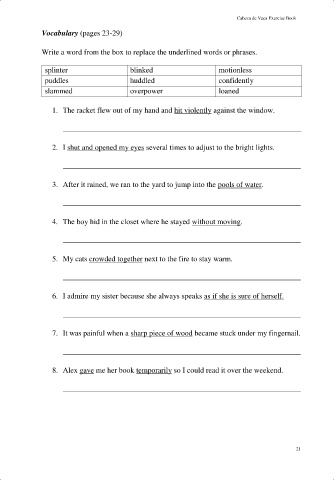 Cabeza de Vaca Exercise Book
Vocabulary (pages 23-29)
Write a word from the box to replace the underlined words or phrases.
splinter blinked motionless
puddles huddled confidently
slammed overpower loaned
1. The racket flew out of my hand and hit violently against the window.
2. I shut and opened my eyes several times to adjust to the bright lights.
3. After it rained, we ran to the yard to jump into the pools of water.
4. The boy hid in the closet where he stayed without moving.
5. My cats crowded together next to the fire to stay warm.
6. I admire my sister because she always speaks as if she is sure of herself.
7. It was painful when a sharp piece of wood became stuck under my fingernail.
8. Alex gave me her book temporarily so I could read it over the weekend.
21